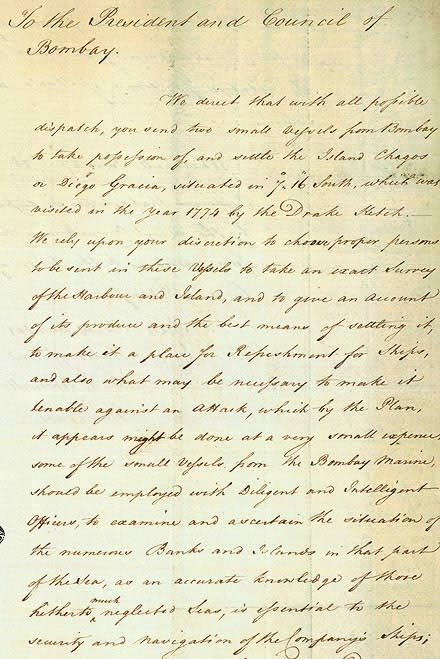 To the President and Council of
Bombay.
We direct that with all possible
dispatch, you send two small Vessels from Bombay
to take possession of, and settle the Island Chagos
or Diego Gracia, situated in 7°. 16 South, which was
visited in the year 1774 by the Drake Ketch.—
We rely upon your discretion to choose proper persons
to be sent in these Vessels to take an exact Survey
of the Harbour and Island, and to give an Account
of its produce and the best means of settling it,
to make it a place for Refreshment for Ships,
and also what may be necessary to make it
tenable against an Attack, which by the Plan,
it appears might be done at a very small expence
some of the small Vessels from the Bombay Marine
should be employed with Diligent and Intelligent
Officers, to examine and ascertain the situation of
the numerous Banks and Islands in that part
of the Sea, as an accurate knowledge of those
hetherto much neglected Seas, is essential to the
security and navigation of the Company's Ships;